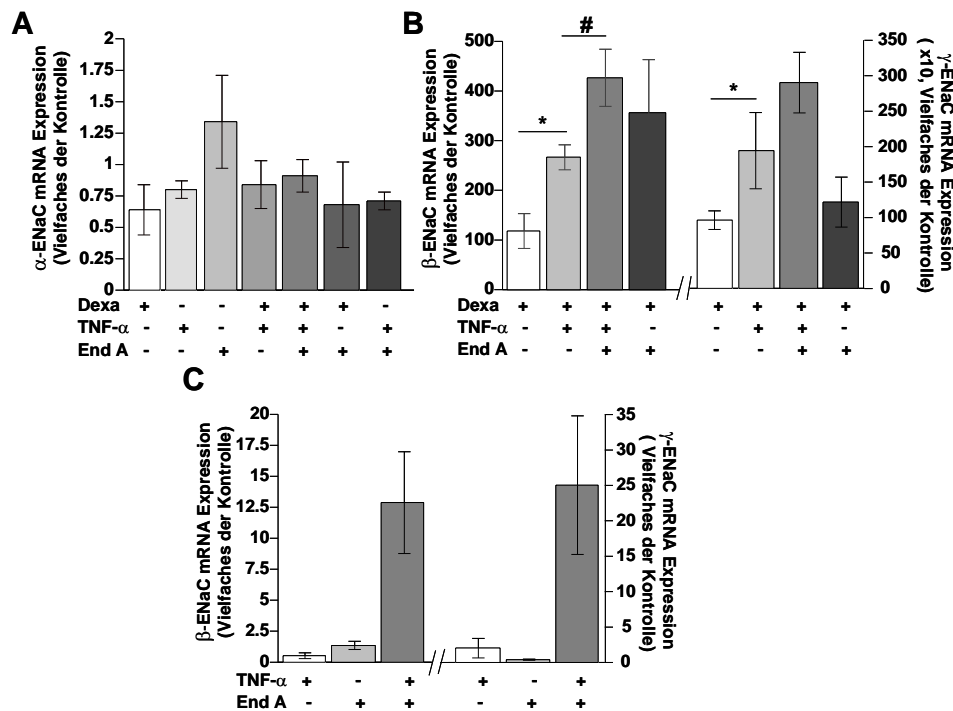 A
α-ENaC mRNA Expression
(Vielfaches der Kontrolle)
2
1.75
1.5
1.25
1
0.75
0.5
0.25
0
Dexa + - - + + + -
TNF-α - + - + + - +
End A - - + - + + +
B
β-ENaC mRNA Expression
(Vielfaches der Kontrolle)
500
400
300
200
100
0
*
#
*
350
300
250
200
150
100
50
0
γ-ENaC mRNA Expression
(x10, Vielfaches der Kontrolle)
Dexa + + + + + + + +
TNF-α - + + - - + + -
End A - - + + - - + +
C
β-ENaC mRNA Expression
(Vielfaches der Kontrolle)
20
17.5
15
12.5
10
7.5
5
2.5
0
35
30
25
20
15
10
5
0
γ-ENaC mRNA Expression
( Vielfaches der Kontrolle)
TNF-α + - + + - +
End A - + + - + +